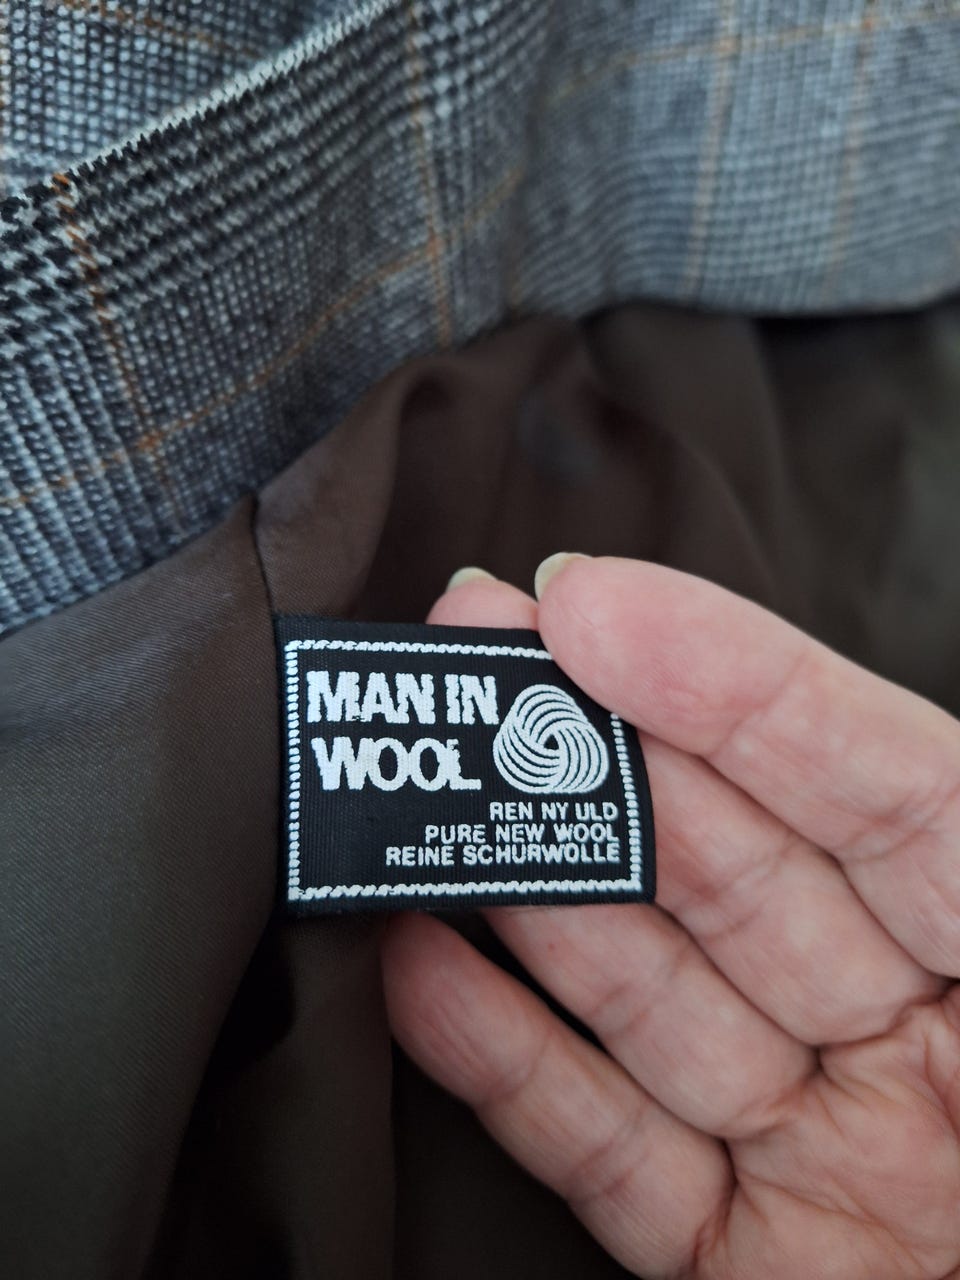 MAN IN
WOOL
REN NY ULD
PURE NEW WOOL
REINE SCHURWOLLE